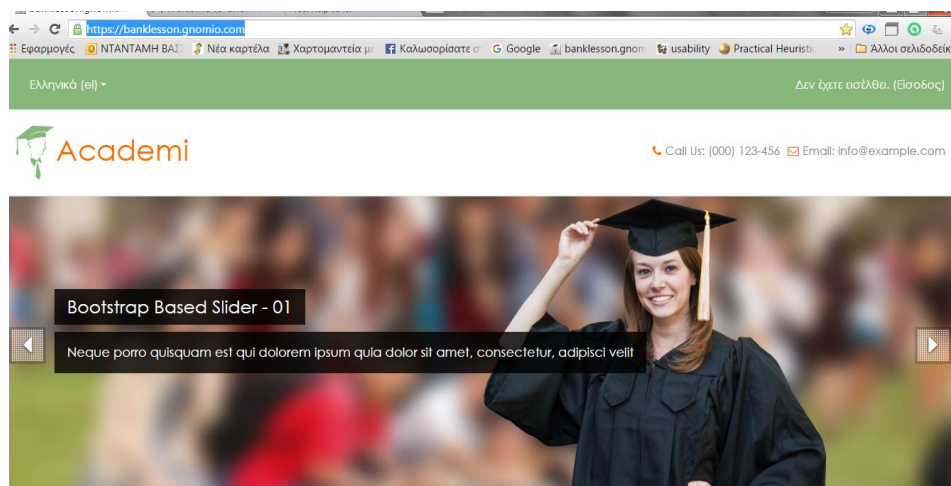 https://banklesson.gnomio.com
Εφαρμογές ΝΤΑΝΤΑΜΗ ΒΑΣ Νέα καρτέλα Χαρτομαντεία με Καλωσορίσατε σ Google banklesson.gnom usability Practical Heuristic » Άλλοι σελιδοδείκ
Ελληνικά (el)
Δεν έχετε εισέλθει. (Είσοδος)
Academi
Call Us: (000) 123-456 Email: info@example.com
Bootstrap Based Slider - 01
Neque porro quisquam est qui dolorem ipsum quia dolor sit amet, consectetur, adipisci velit